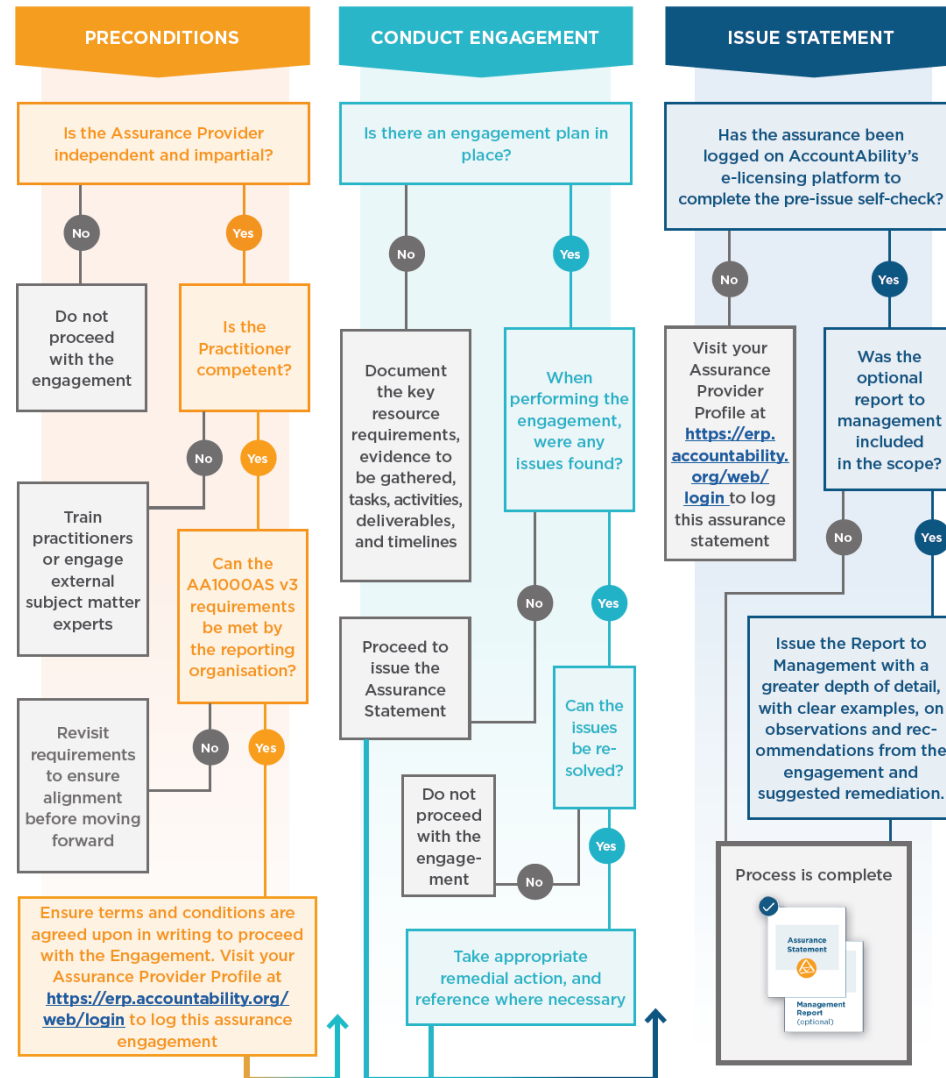 PRECONDITIONS
Is the Assurance Provider
independent and impartial?
No
Yes
Do not
proceed
with the
engagement
Is the
Practitioner
competent?
No
Yes
Train
practitioners
or engage
external
subject matter
experts
Can the
AA1000AS v3
requirements
be met by
the reporting
organisation?
No
Yes
Revisit
requirements
to ensure
alignment
before moving
forward
Ensure terms and conditions are
agreed upon in writing to proceed
with the Engagement. Visit your
Assurance Provider Profile at
https://erp.accountability.org/
web/login to log this assurance
engagement
CONDUCT ENGAGEMENT
Is there an engagement plan in
place?
No
Yes
Document
the key
resource
requirements,
evidence to
be gathered,
tasks, activities,
deliverables,
and timelines
When
performing the
engagement,
were any
issues found?
No
Yes
Proceed to
issue the
Assurance
Statement
Can the
issues
be re-
solved?
No
Yes
Do not
proceed
with the
engage-
ment
Take appropriate
remedial action, and
reference where necessary
ISSUE STATEMENT
Has the assurance been
logged on AccountAbility's
e-licensing platform to
complete the pre-issue self-check?
No
Yes
Visit your
Assurance
Provider
Profile at
https://erp.
accountability.
org/web/
login to log
this assurance
statement
Was the
optional
report to
management
included
in the scope?
No
Yes
Issue the Report to
Management with a
greater depth of detail,
with clear examples, on
observations and rec-
ommendations from the
engagement and
suggested remediation.
Process is complete
Assurance
Statement
Management
Report
(optional)